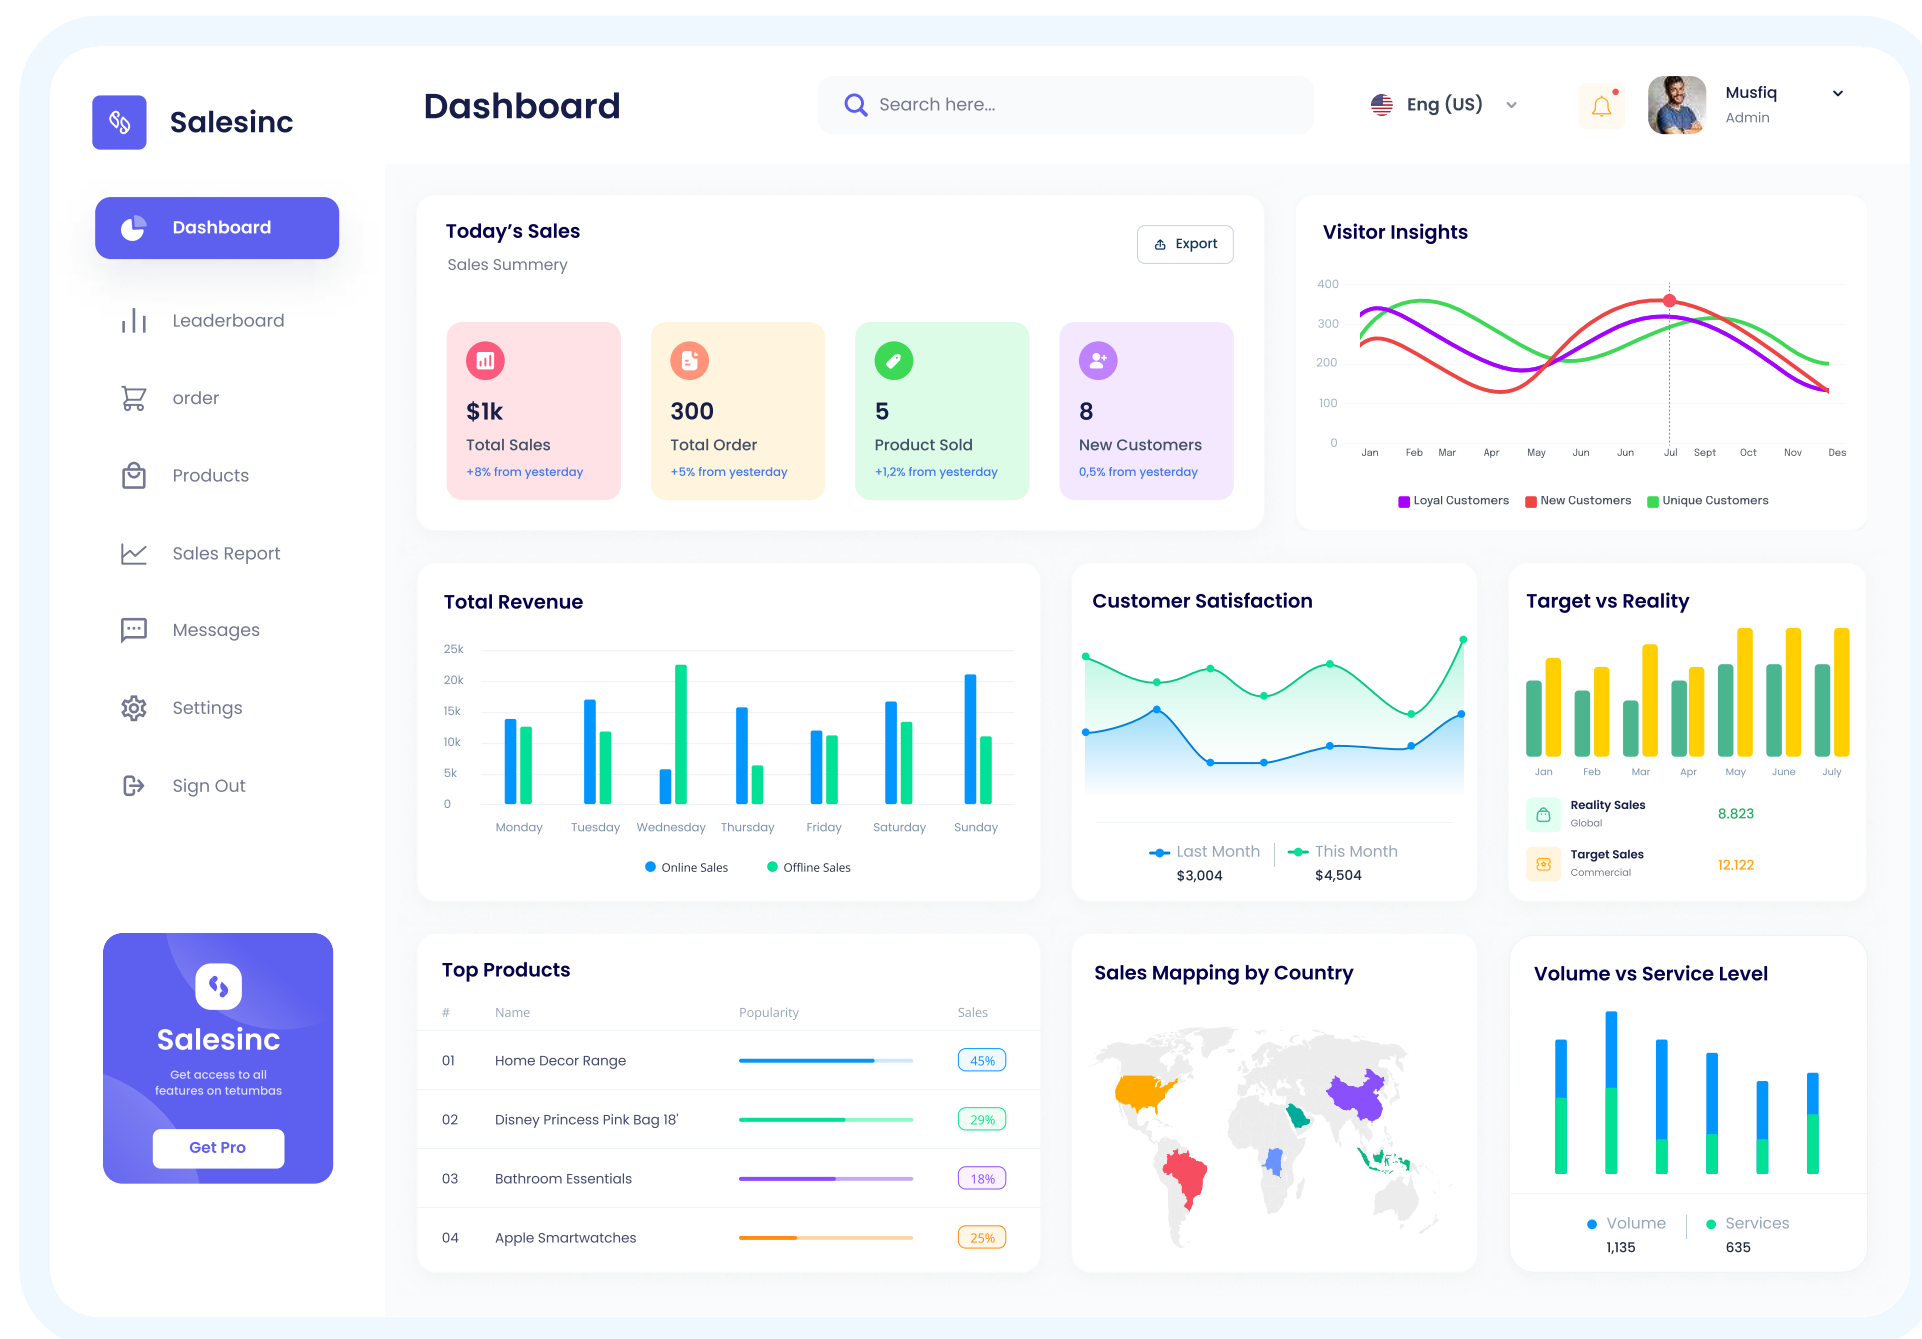 Salesinc
Dashboard
Search here...
Eng (US)
Musfiq
Admin
Dashboard
Leaderboard
order
Products
Sales Report
Messages
Settings
Sign Out
Salesinc
Get access to all
features on tetumbas
Get Pro
Today's Sales
Sales Summery
Export
$1k
Total Sales
+8% from yesterday
300
Total Order
+5% from yesterday
5
Product Sold
+1,2% from yesterday
8
New Customers
0,5% from yesterday
Visitor Insights
400
300
200
100
0
Jan Feb Mar Apr May Jun Jun Jul Sept Oct Nov Des
Loyal Customers New Customers Unique Customers
Total Revenue
25k
20k
15k
10k
5k
0
Monday Tuesday Wednesday Thursday Friday Saturday Sunday
Online Sales Offline Sales
Customer Satisfaction
Last Month This Month
$3,004 $4,504
Target vs Reality
Jan Feb Mar Apr May June July
Reality Sales
Global
8.823
Target Sales
Commercial
12.122
Top Products
# Name Popularity Sales
01 Home Decor Range 45%
02 Disney Princess Pink Bag 18' 29%
03 Bathroom Essentials 18%
04 Apple Smartwatches 25%
Sales Mapping by Country
Volume vs Service Level
Volume Services
1,135 635